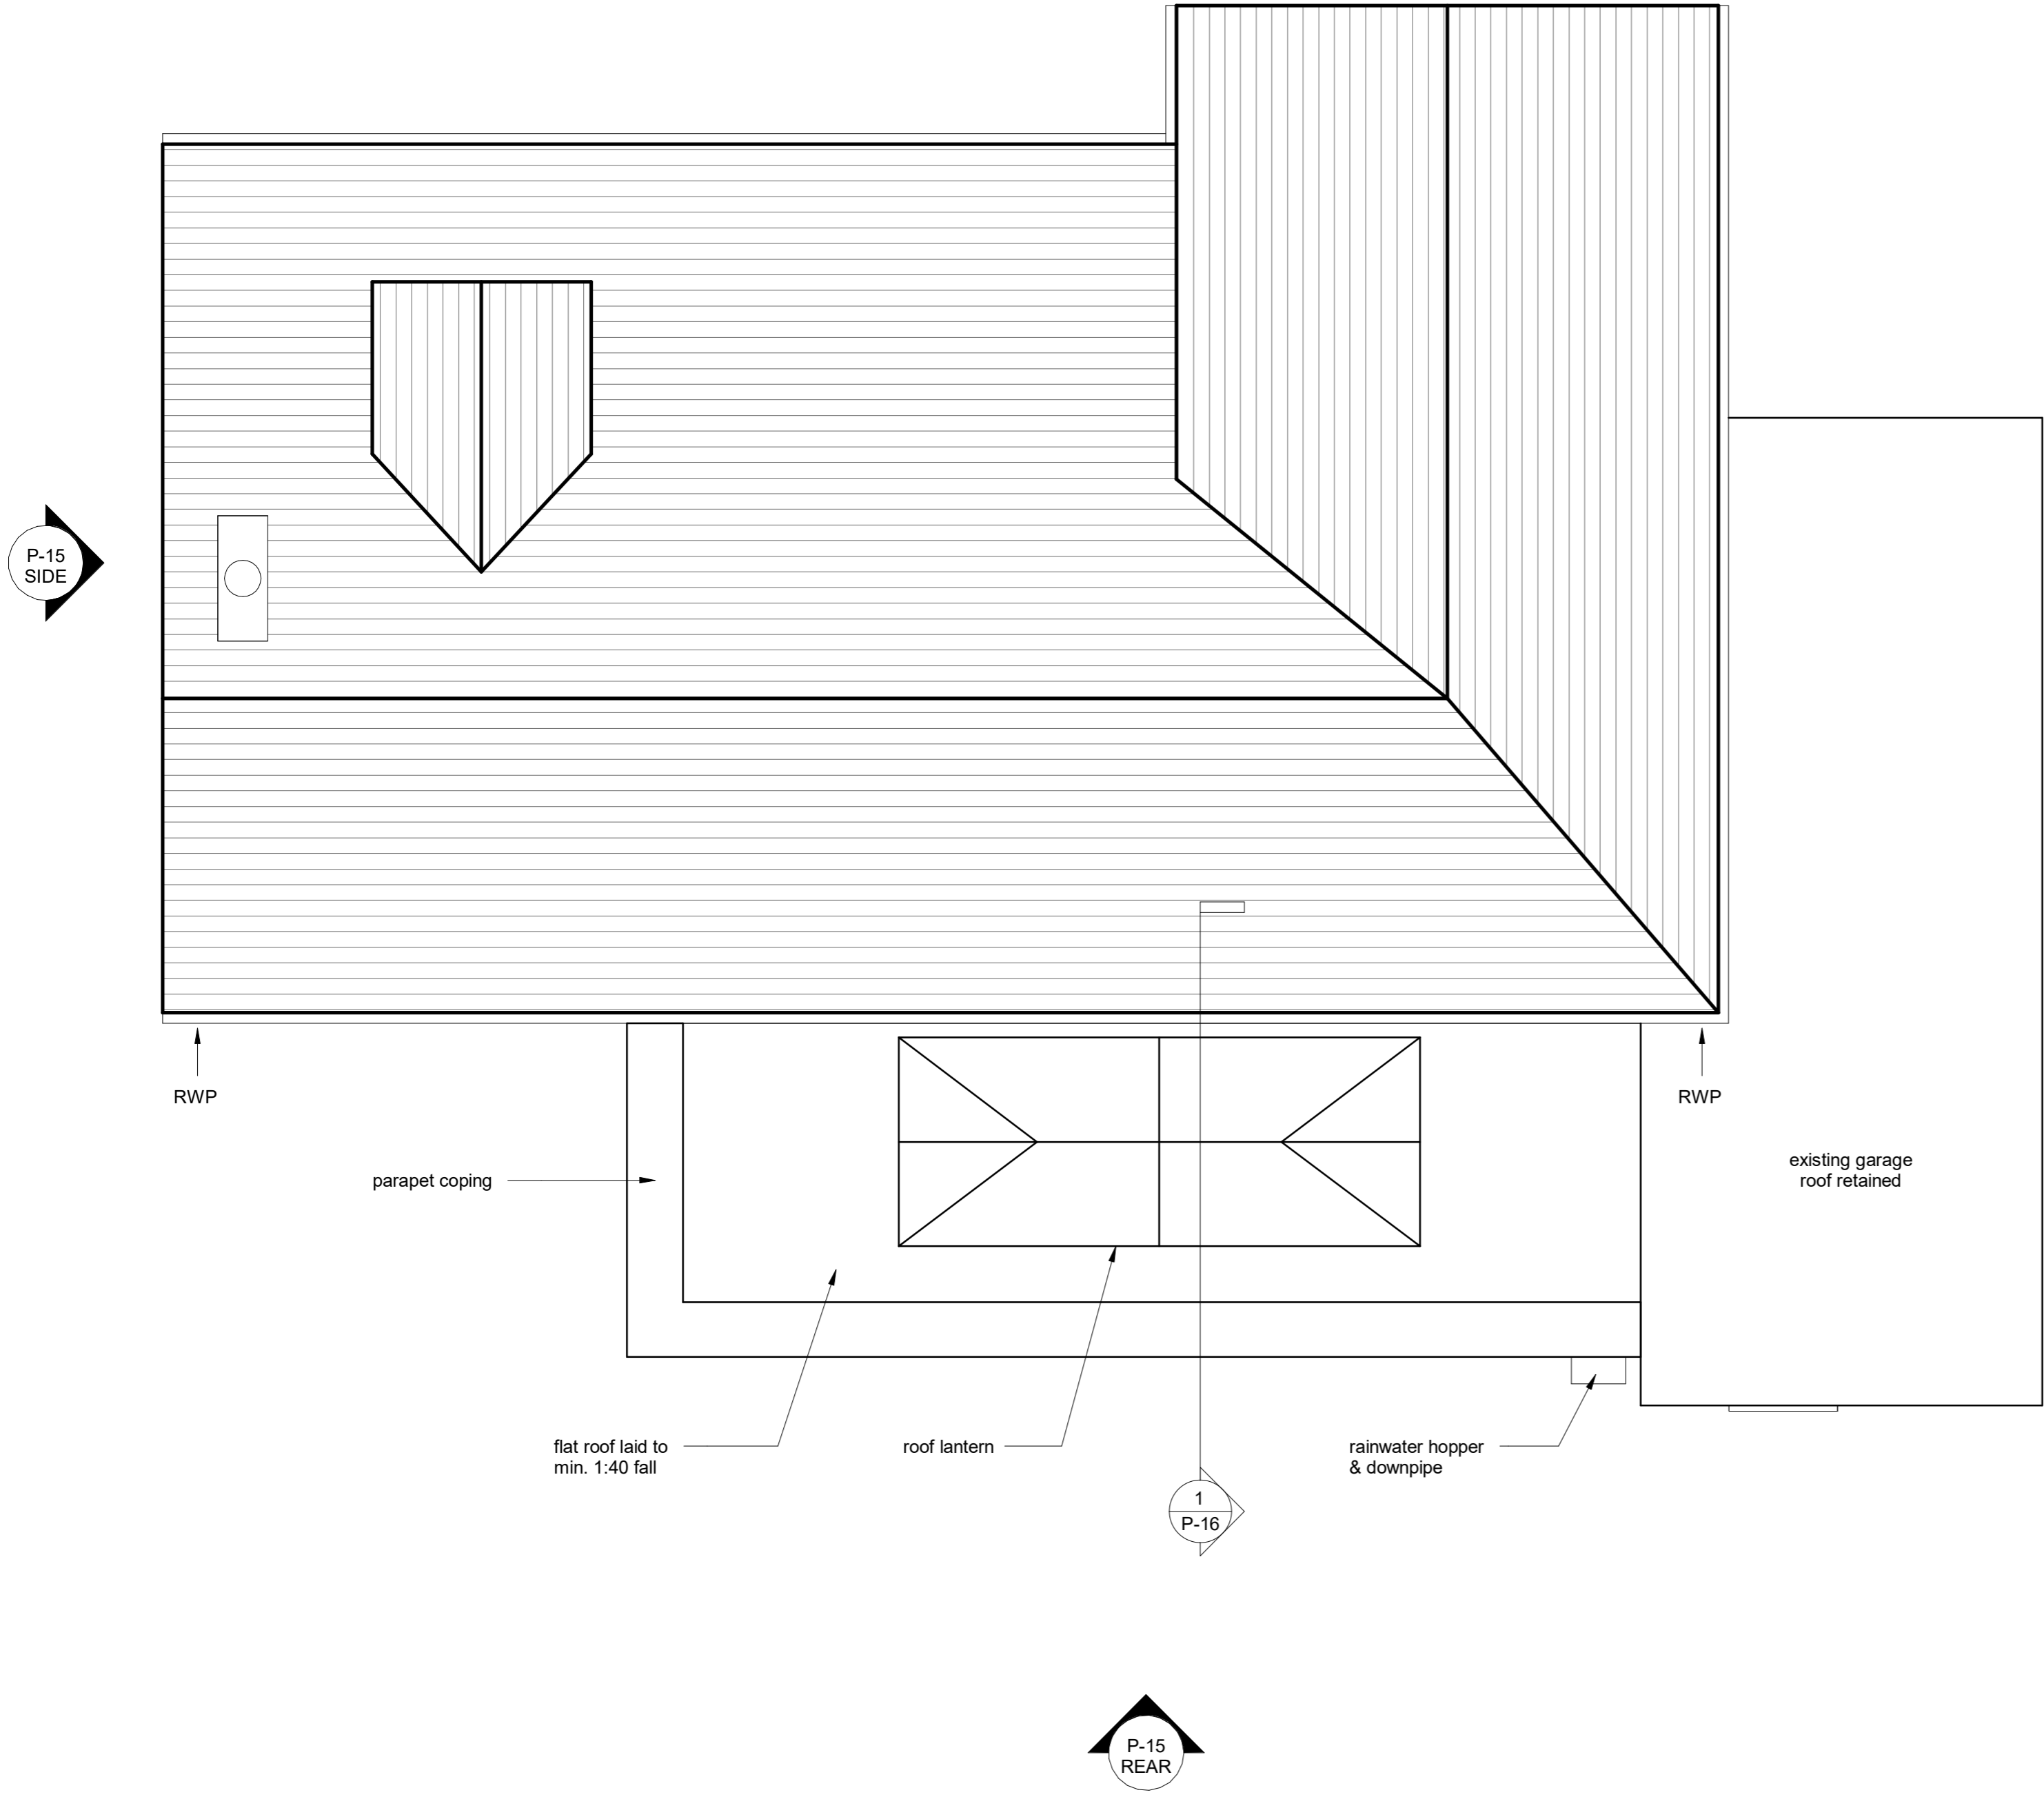 P-15
SIDE
RWP
RWP
parapet coping
existing garage
roof retained
flat roof laid to
min. 1:40 fall
roof lantern
rainwater hopper
& downpipe
1
P-16
P-15
REAR